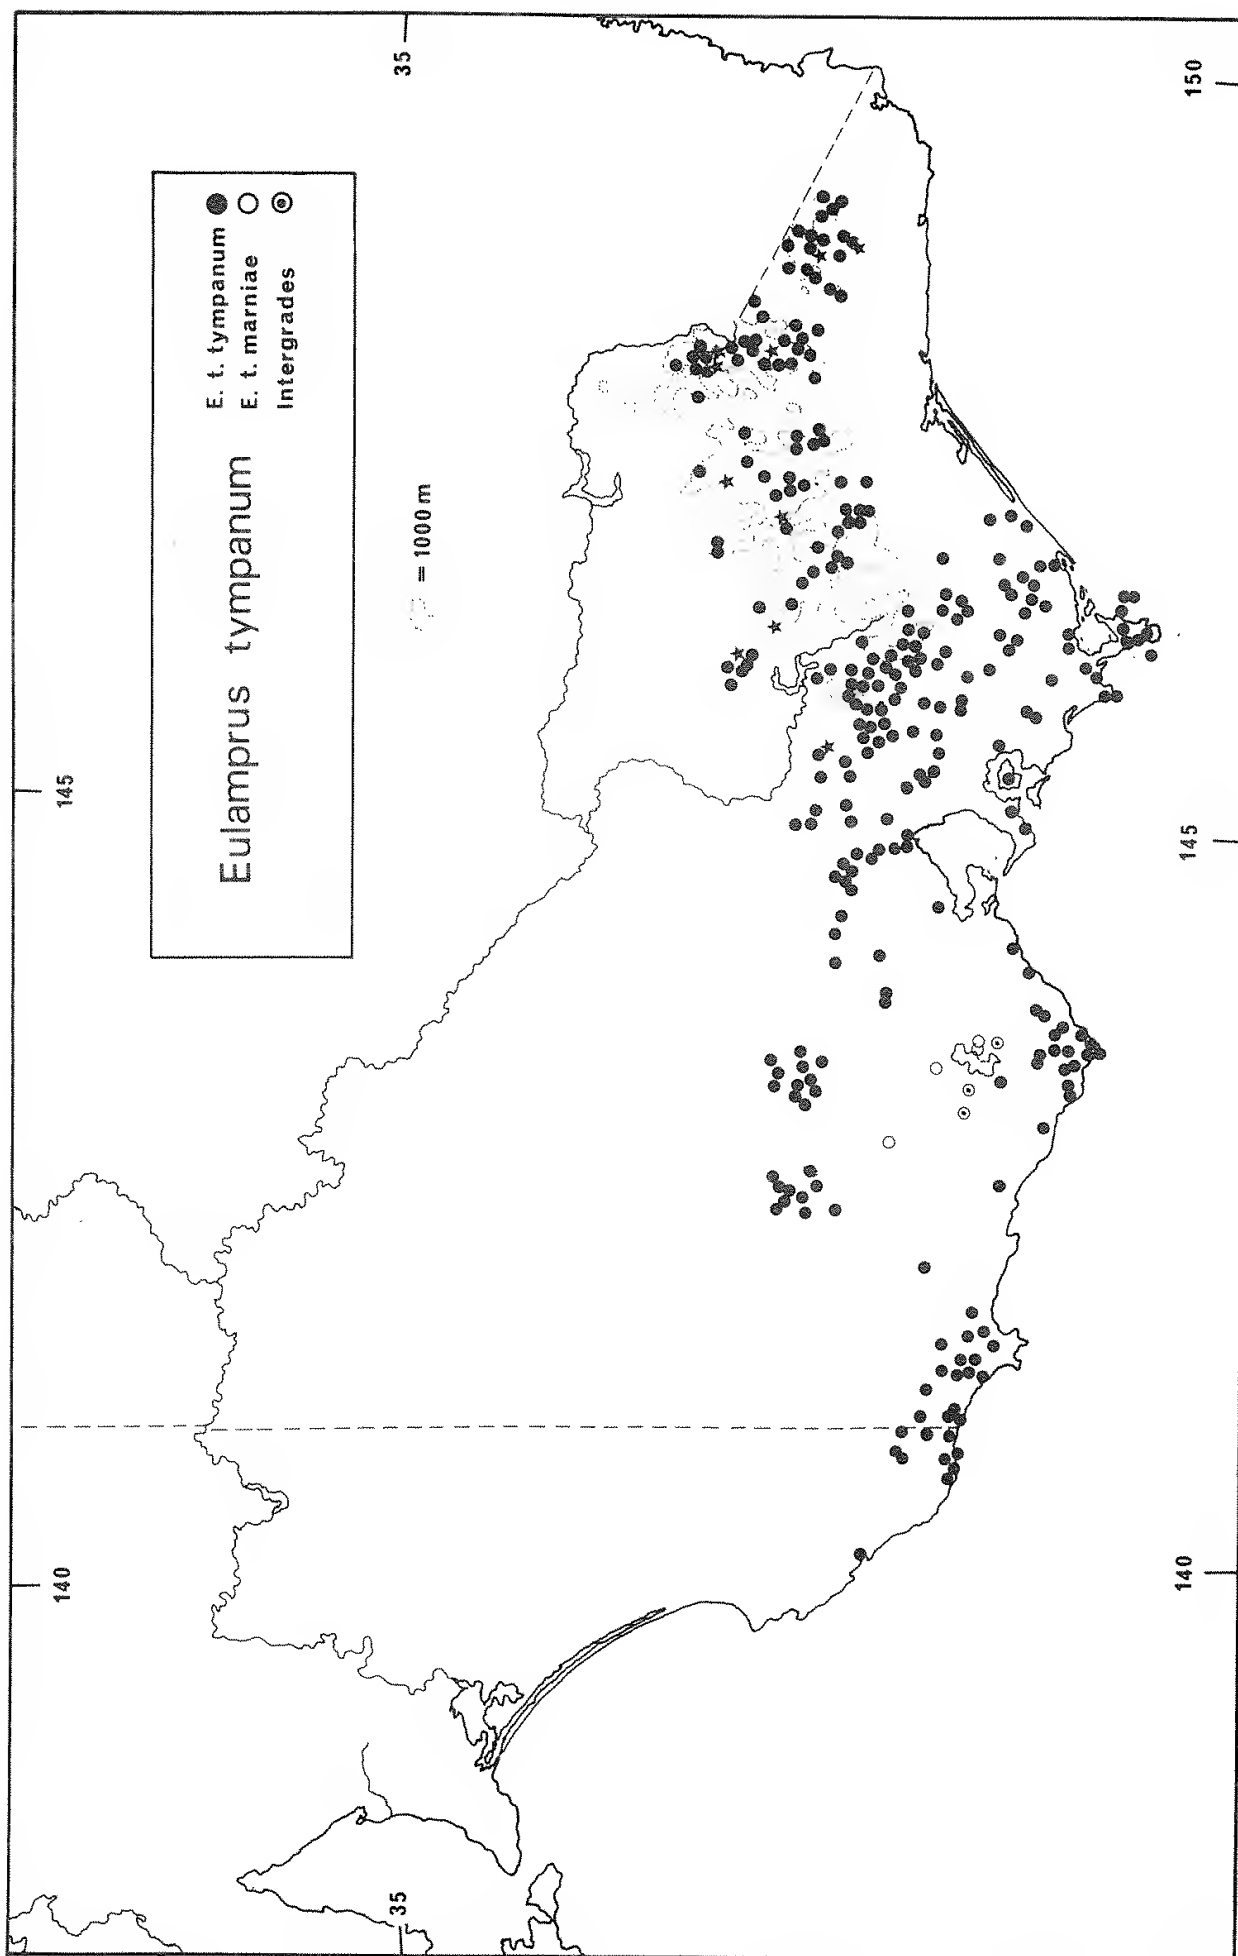 Eulamprus tympanum
E. t. tympanum
E. t. marniae
Intergrades
= 1000 m
140
145
35
35
140
145
150